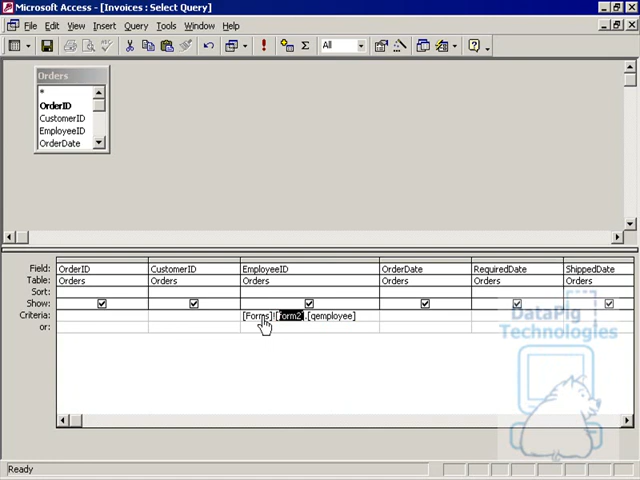 Microsoft Access - [Invoices : Select Query]
File Edit View Insert Query Tools Window Help
All
Orders
*
OrderID
CustomerID
EmployeeID
OrderDate
Field: OrderID CustomerID EmployeeID OrderDate RequiredDate ShippedDate
Table: Orders Orders Orders Orders Orders Orders
Sort:
Show:
Criteria: [Forms]![form2].[qemployee]
or:
DataPig
Technologies
Ready